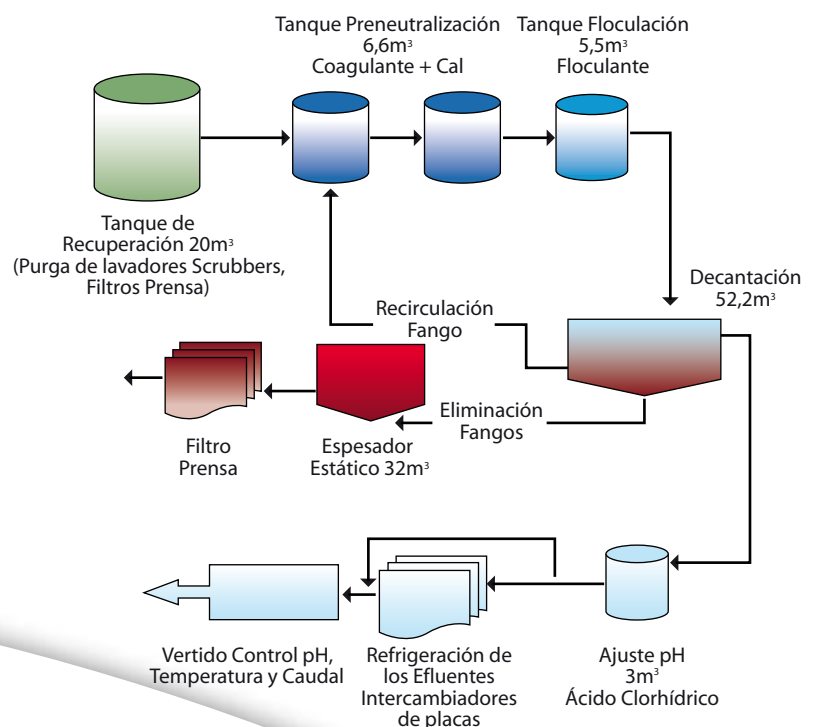 Tanque Preneutralización
6,6m³
Coagulante + Cal
Tanque Floculación
5,5m³
Floculante
Tanque de
Recuperación 20m³
(Purga de lavadores Scrubbers,
Filtros Prensa)
Decantación
52,2m³
Recirculación
Fango
Eliminación
Fangos
Filtro
Prensa
Espesador
Estático 32m³
Vertido Control pH,
Temperatura y Caudal
Refrigeración de
los Efluentes
Intercambiadores
de placas
Ajuste pH
3m³
Ácido Clorhídrico